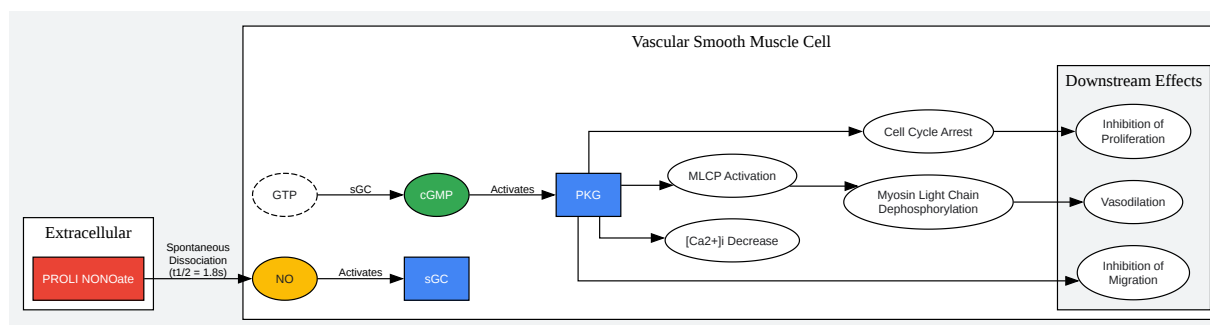 Vascular Smooth Muscle Cell
Downstream Effects
Cell Cycle Arrest
Inhibition of
Proliferation
GTP
sGC
cGMP
Activates
PKG
MLCP Activation
Myosin Light Chain
Dephosphorylation
Vasodilation
[Ca2+]i Decrease
Extracellular
PROLI NONOate
Spontaneous
Dissociation
(t1/2 = 1.8s)
NO
Activates
sGC
Inhibition of
Migration